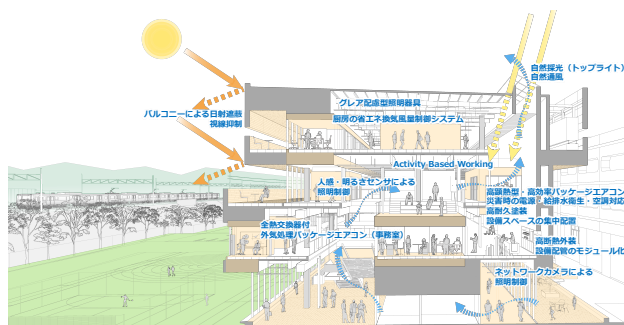 自然採光（トップライト）
自然通風
グレア配慮型照明器具
バルコニーによる日射遮蔽
視線抑制
厨房の省エネ換気風量制御システム
Activity Based Working
人感・明るさセンサによる
照明制御
高断熱型・高効率パッケージエアコン
災害時の電源・給排水衛生・空調対応
高耐久塗装
設備スペースの集中配置
全熱交換器付
外気処理パッケージエアコン（事務室）
高断熱外装
設備配管のモジュール化
ネットワークカメラによる
照明制御